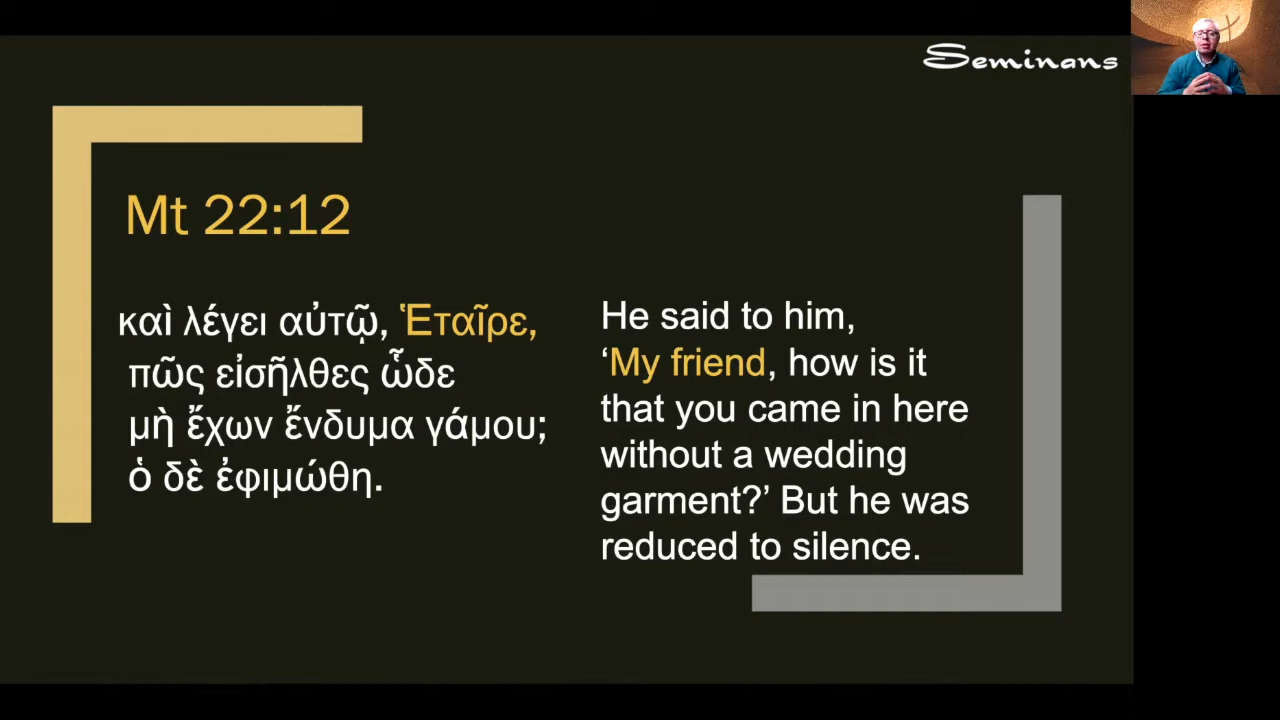 Seminans
Mt 22:12
καὶ λέγει αὐτῷ, Ἑταῖρε,
πῶς εἰσῆλθες ὧδε
μὴ ἔχων ἔνδυμα γάμου;
ὁ δὲ ἐφιμώθη.
He said to him,
‘My friend, how is it
that you came in here
without a wedding
garment?’ But he was
reduced to silence.